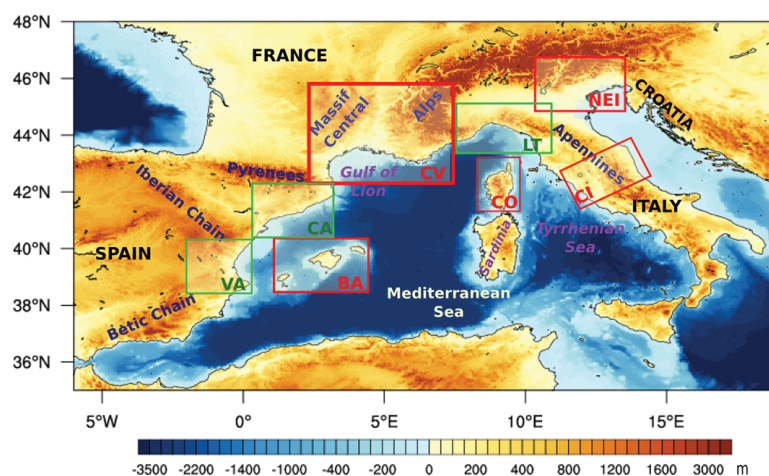 48°N
FRANCE
46°N
Massif
Central
Alps
NEI
CROATIA
44°N
LT
Apennines
Pyrenees
Gulf of
Lion
CV
Iberian Chain
42°N
CO
CI
ITALY
CA
Tyrrhenian
Sea
Sardinia
40°N
SPAIN
VA
BA
Mediterranean
Sea
38°N
Betic Chain
36°N
5°W 0° 5°E 10°E 15°E
-3500 -2200 -1400 -1000 -400 -200 0 200 400 800 1200 1600 3000 m